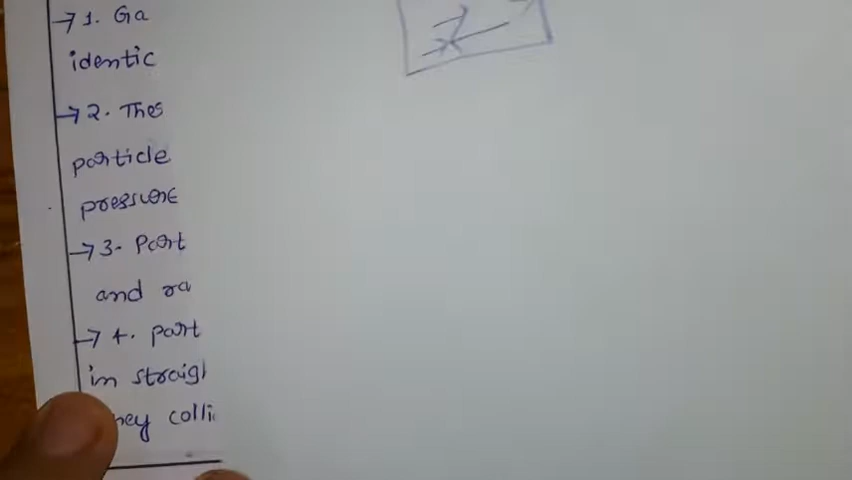 → 1. Ga
identic
→ 2. Thes
particle
pressure
→ 3. Part
and ra
→ 4. part
in straig
hey colli